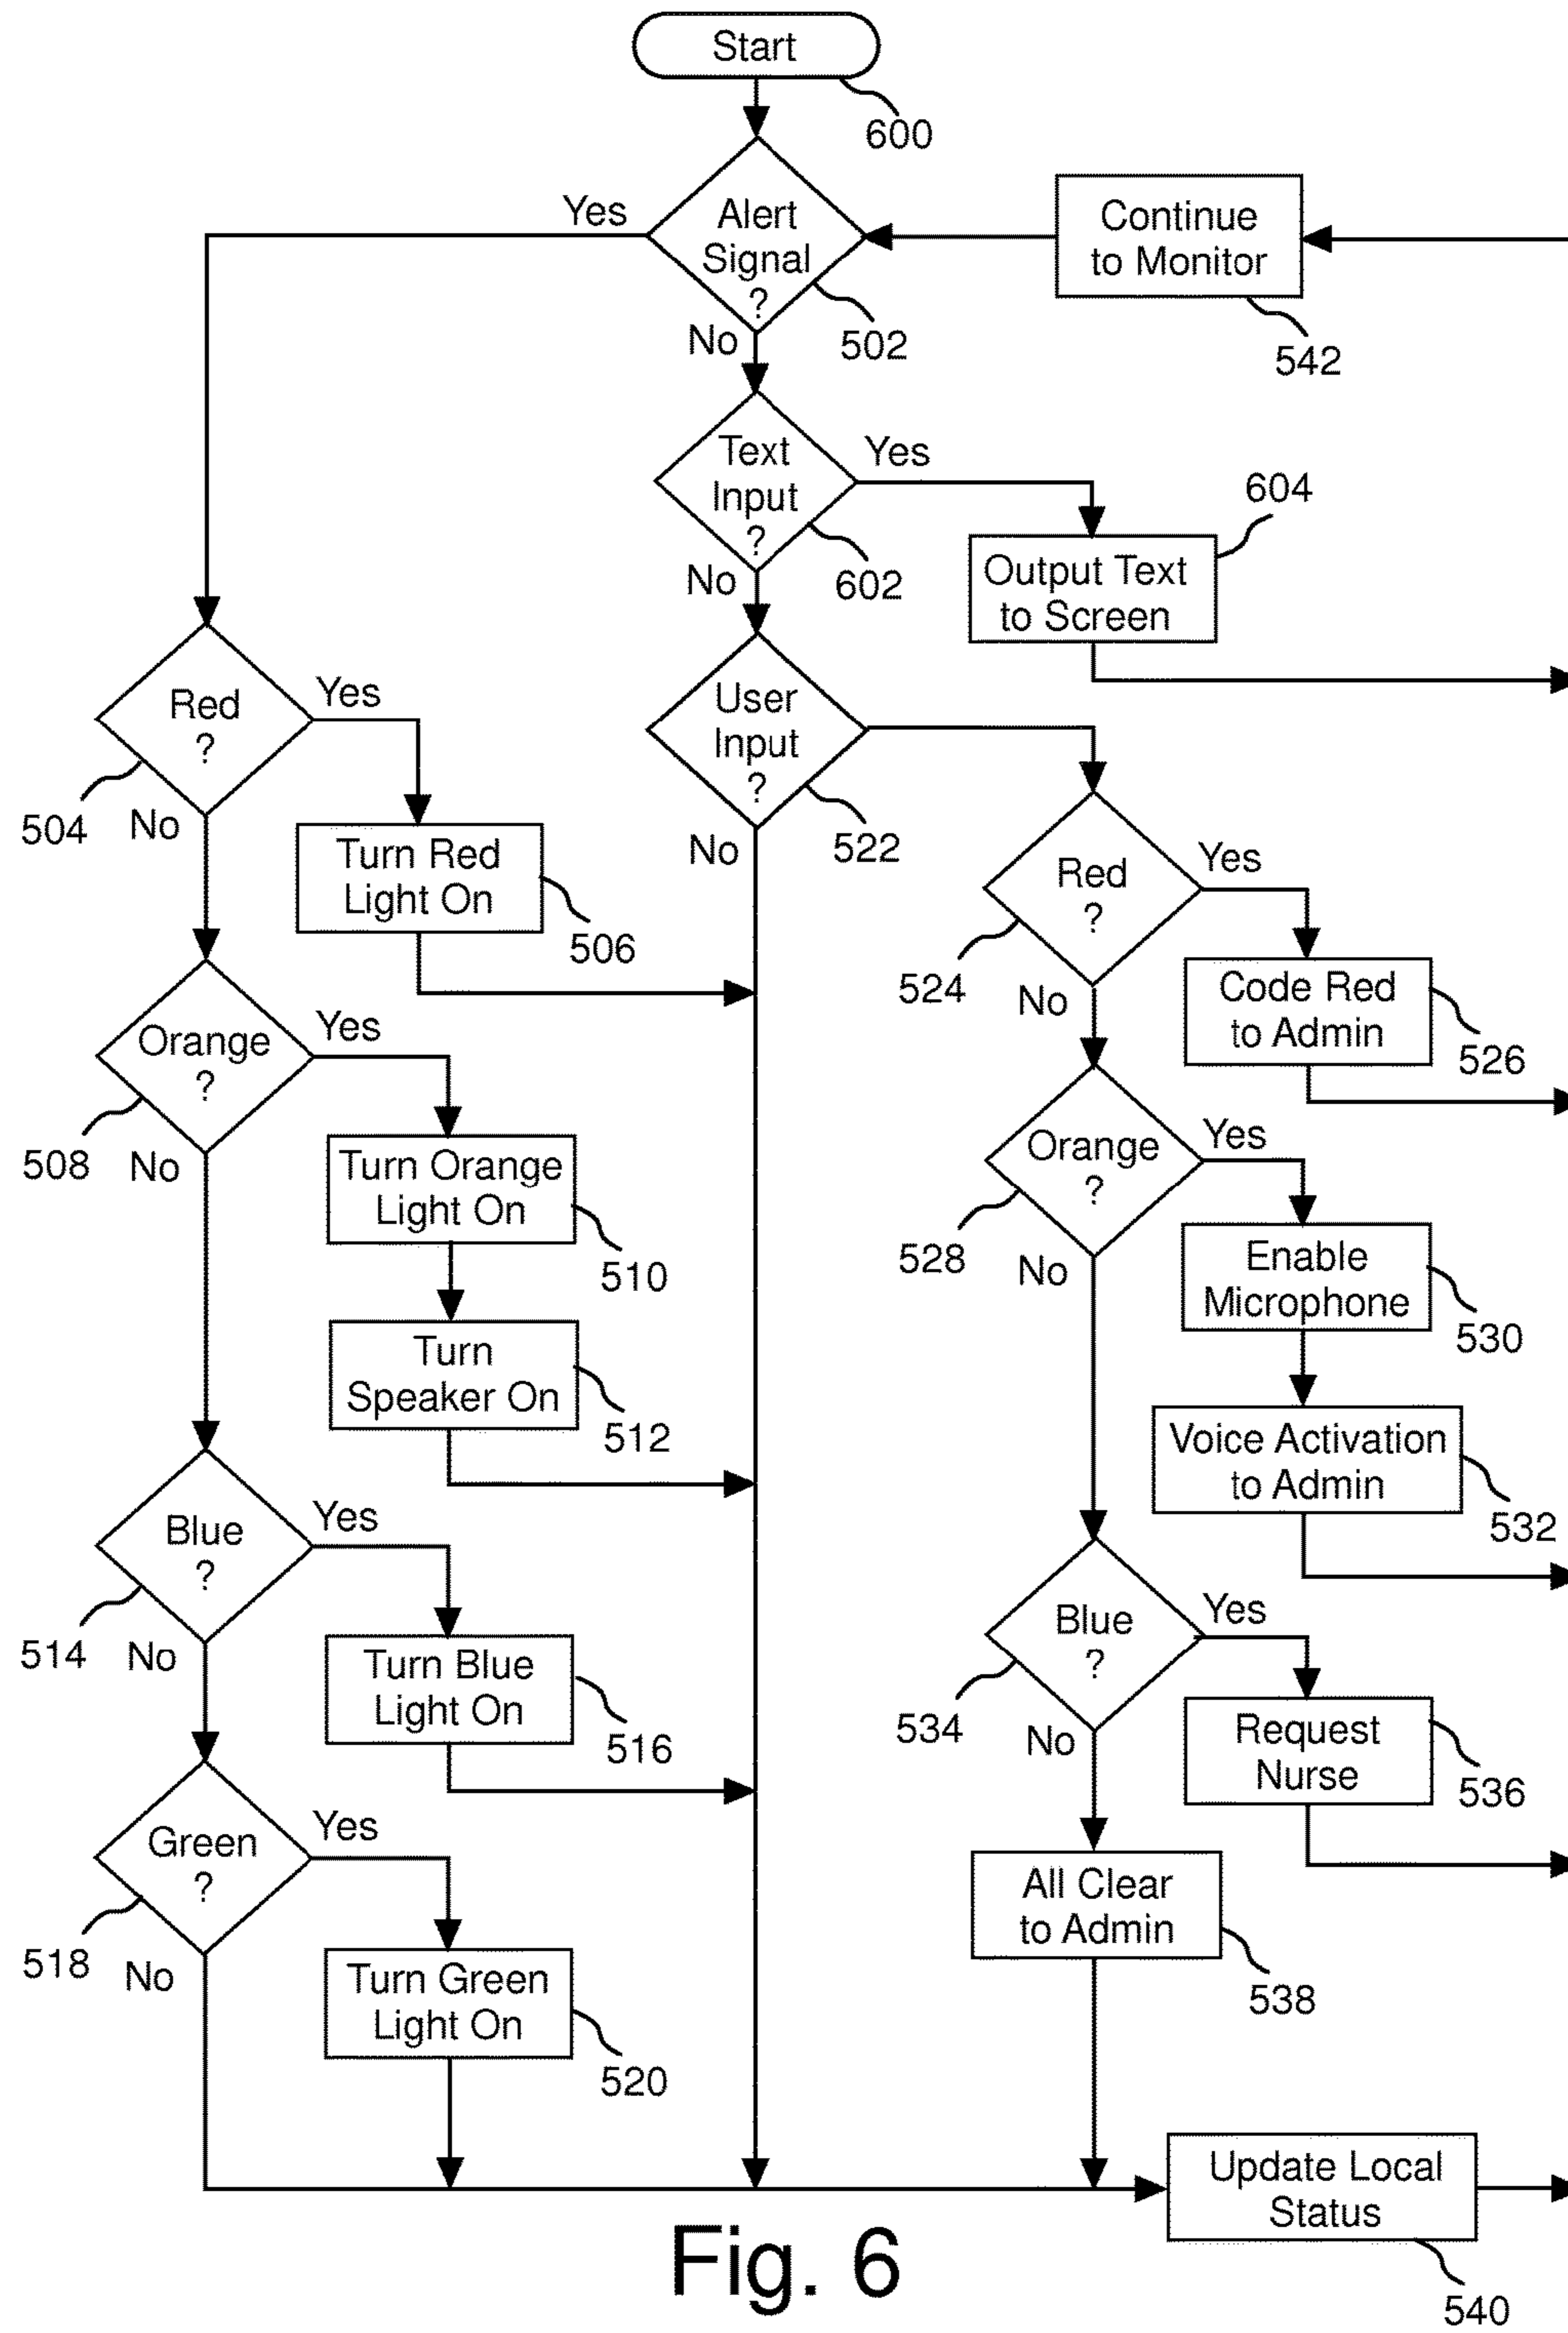 Start
600
Yes
Alert
Signal
?
502
No
Continue
to Monitor
542
Text
Input
?
Yes
602
No
604
Output Text
to Screen
User
Input
?
522
No
Red
?
Yes
504
No
Turn Red
Light On
506
Orange
?
Yes
508
No
Turn Orange
Light On
510
Turn
Speaker On
512
Blue
?
Yes
514
No
Turn Blue
Light On
516
Green
?
Yes
518
No
Turn Green
Light On
520
Red
?
Yes
524
No
Code Red
to Admin
526
Orange
?
Yes
528
No
Enable
Microphone
530
Voice Activation
to Admin
532
Blue
?
Yes
534
No
Request
Nurse
536
All Clear
to Admin
538
Update Local
Status
540
Fig. 6